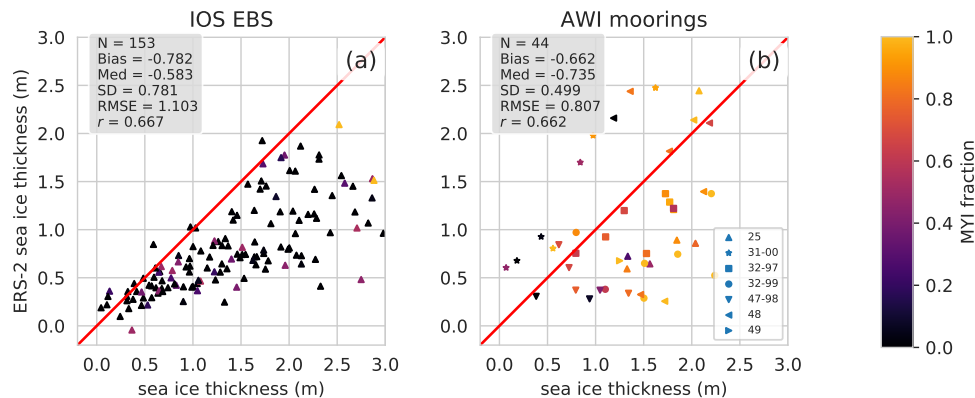 IOS EBS
N = 153
Bias = -0.782
Med = -0.583
SD = 0.781
RMSE = 1.103
r = 0.667
(a)
3.0
2.5
2.0
1.5
1.0
0.5
0.0
ERS-2 sea ice thickness (m)
0.0 0.5 1.0 1.5 2.0 2.5 3.0
sea ice thickness (m)
AWI moorings
N = 44
Bias = -0.662
Med = -0.735
SD = 0.499
RMSE = 0.807
r = 0.662
(b)
3.0
2.5
2.0
1.5
1.0
0.5
0.0
25
31-00
32-97
32-99
47-98
48
49
0.0 0.5 1.0 1.5 2.0 2.5 3.0
sea ice thickness (m)
1.0
0.8
0.6
0.4
0.2
0.0
MYI fraction